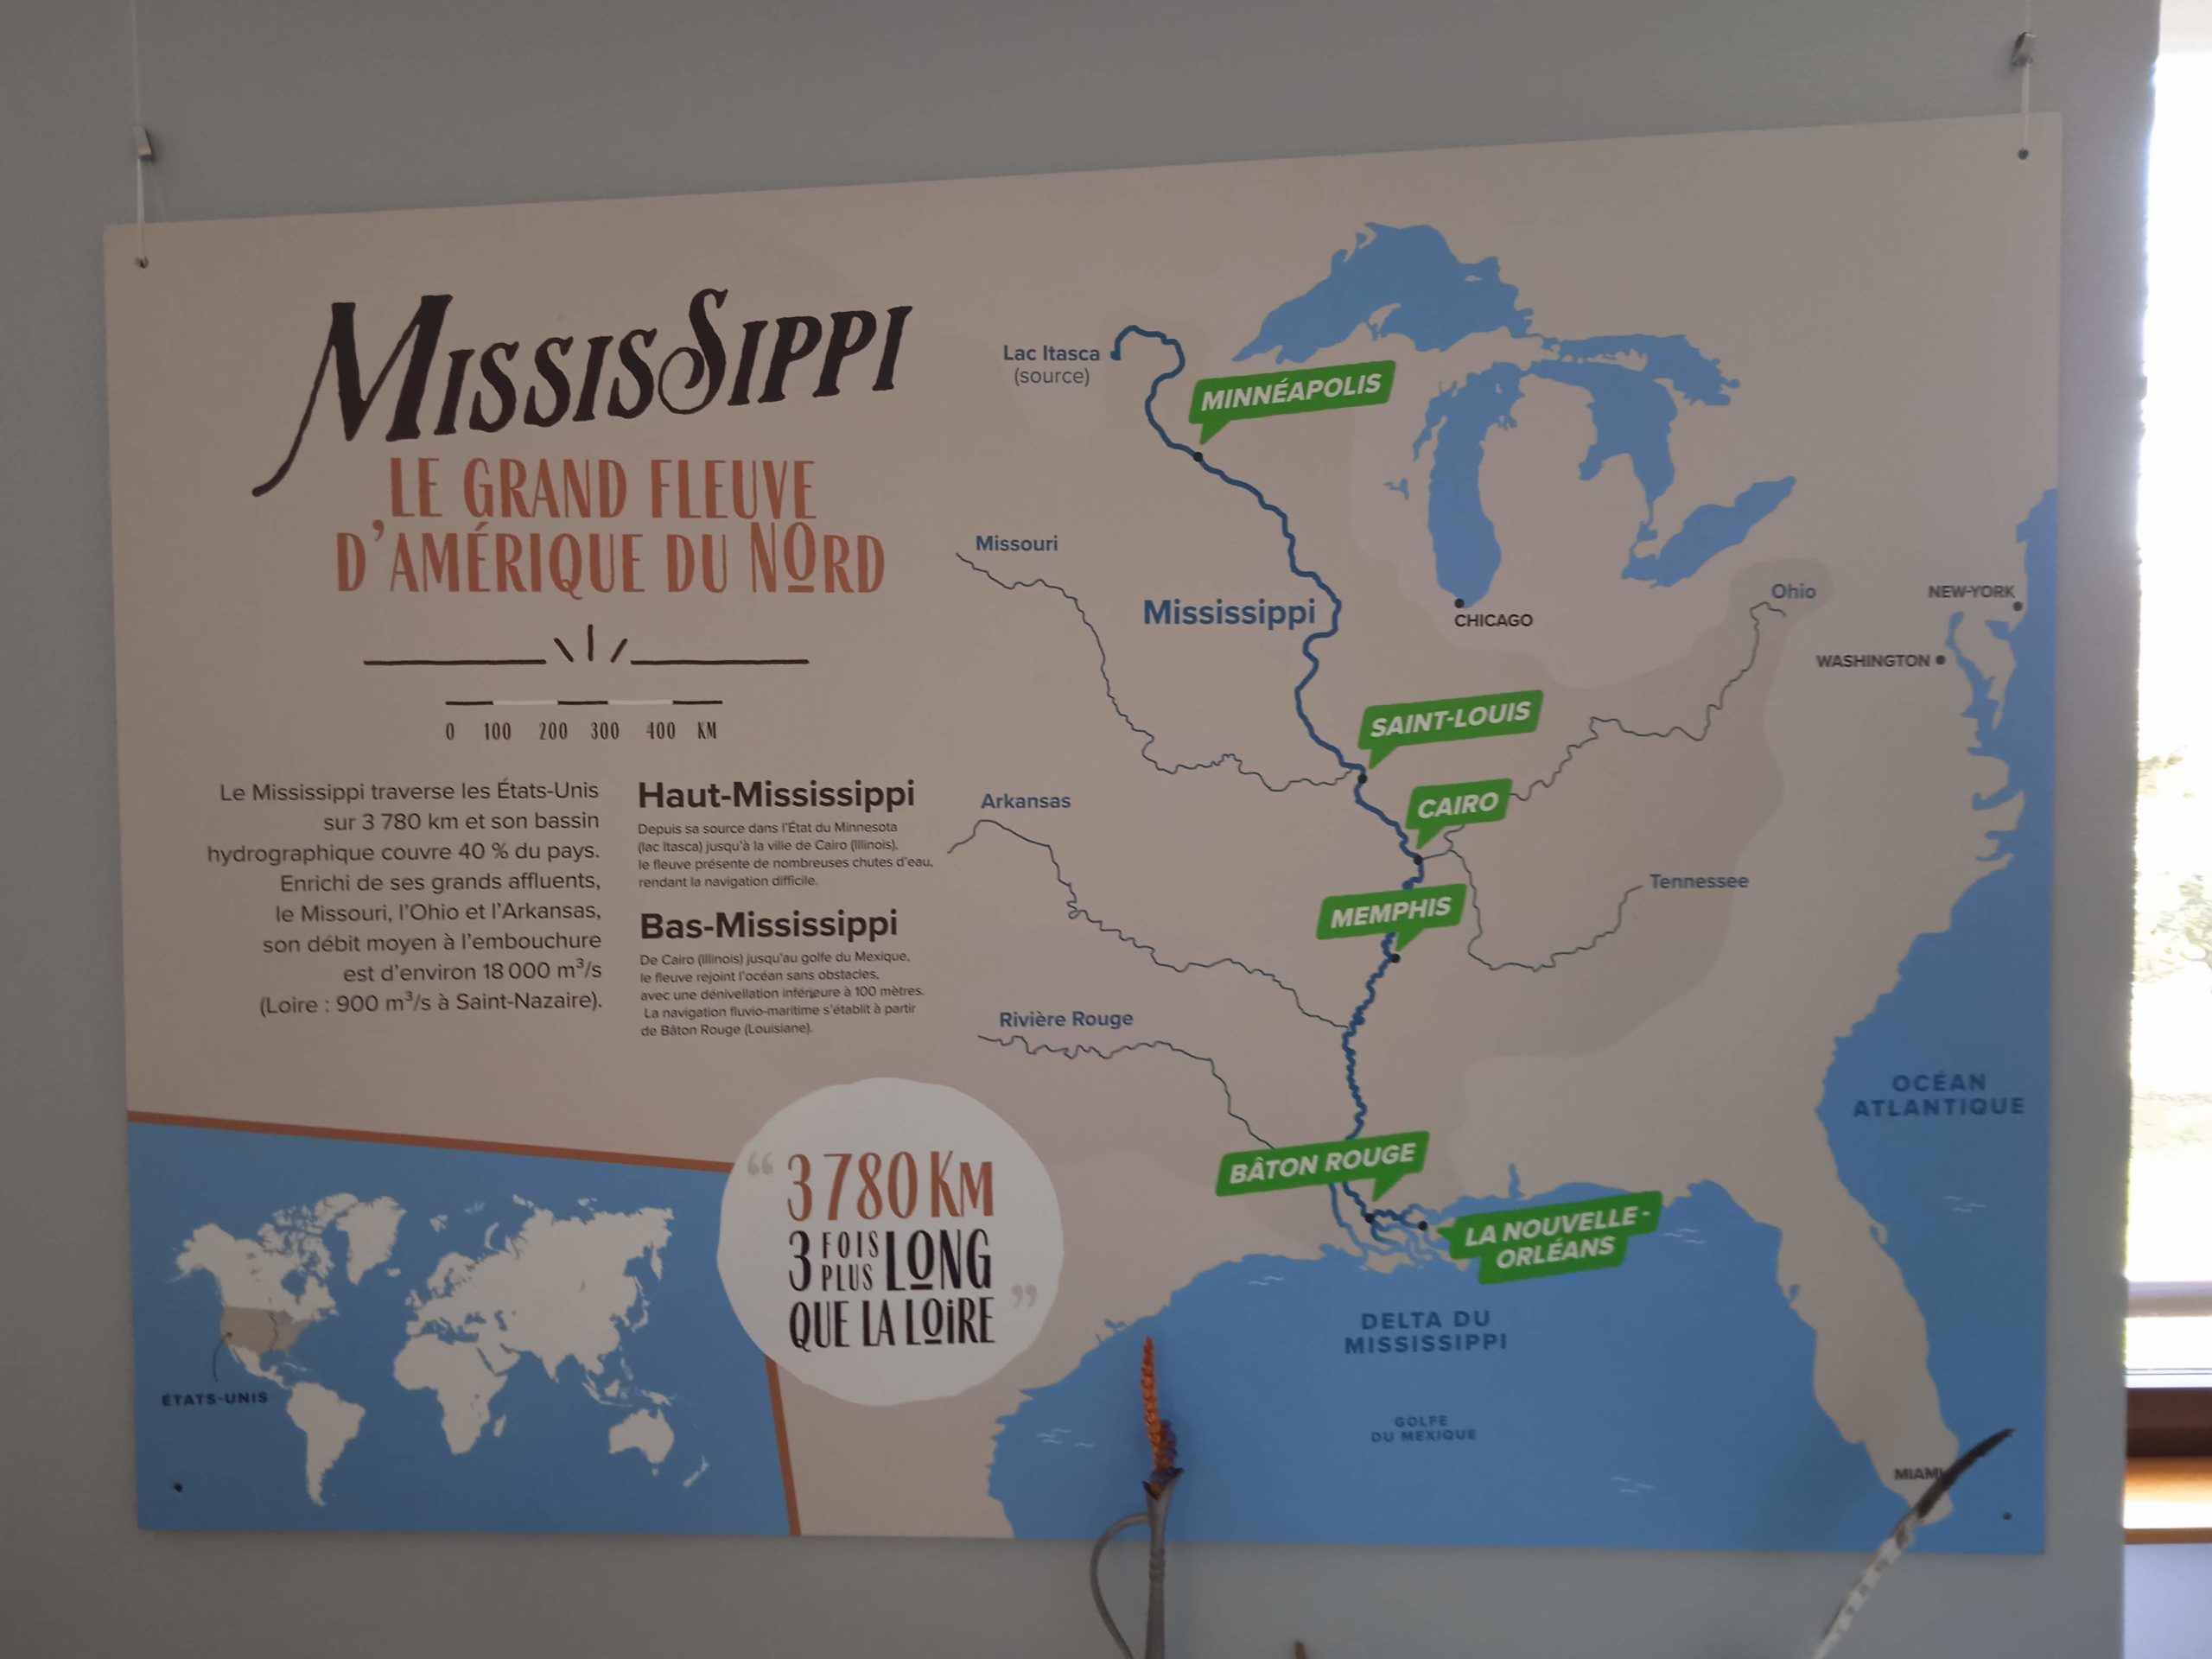 MISSISSIPPI
LE GRAND FLEUVE
D'AMÉRIQUE DU NORD
0 100 200 300 400 KM
Le Mississippi traverse les États-Unis
sur 3 780 km et son bassin
hydrographique couvre 40 % du pays.
Enrichi de ses grands affluents,
le Missouri, l'Ohio et l'Arkansas,
son débit moyen à l'embouchure
est d'environ 18 000 m³/s
(Loire : 900 m³/s à Saint-Nazaire).
Haut-Mississippi
Depuis sa source dans l'État du Minnesota
(lac Itasca) jusqu'à la ville de Cairo (Illinois),
le fleuve présente de nombreuses chutes d'eau,
rendant la navigation difficile.
Bas-Mississippi
De Cairo (Illinois) jusqu'au golfe du Mexique,
le fleuve rejoint l'océan sans obstacles,
avec une dénivellation inférieure à 100 mètres.
La navigation fluvio-maritime s'établit à partir
de Bâton Rouge (Louisiane).
“ 3 780 KM
3 FOIS PLUS LONG
QUE LA LOIRE ”
ÉTATS-UNIS
Lac Itasca
(source)
MINNÉAPOLIS
Missouri
Mississippi
CHICAGO
Ohio
NEW-YORK
WASHINGTON
SAINT-LOUIS
CAIRO
Arkansas
Tennessee
MEMPHIS
Rivière Rouge
OCÉAN
ATLANTIQUE
BÂTON ROUGE
LA NOUVELLE-
ORLÉANS
DELTA DU
MISSISSIPPI
GOLFE
DU MEXIQUE
MIAMI